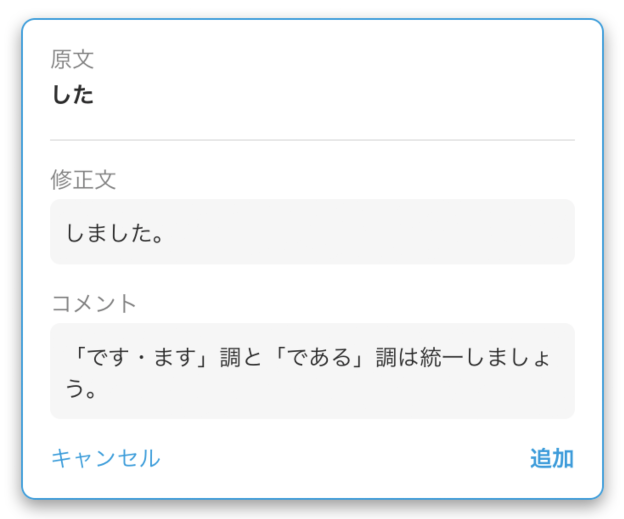 原文
した
修正文
しました。
コメント
「です・ます」調と「である」調は統一しましょ
う。
キャンセル
追加